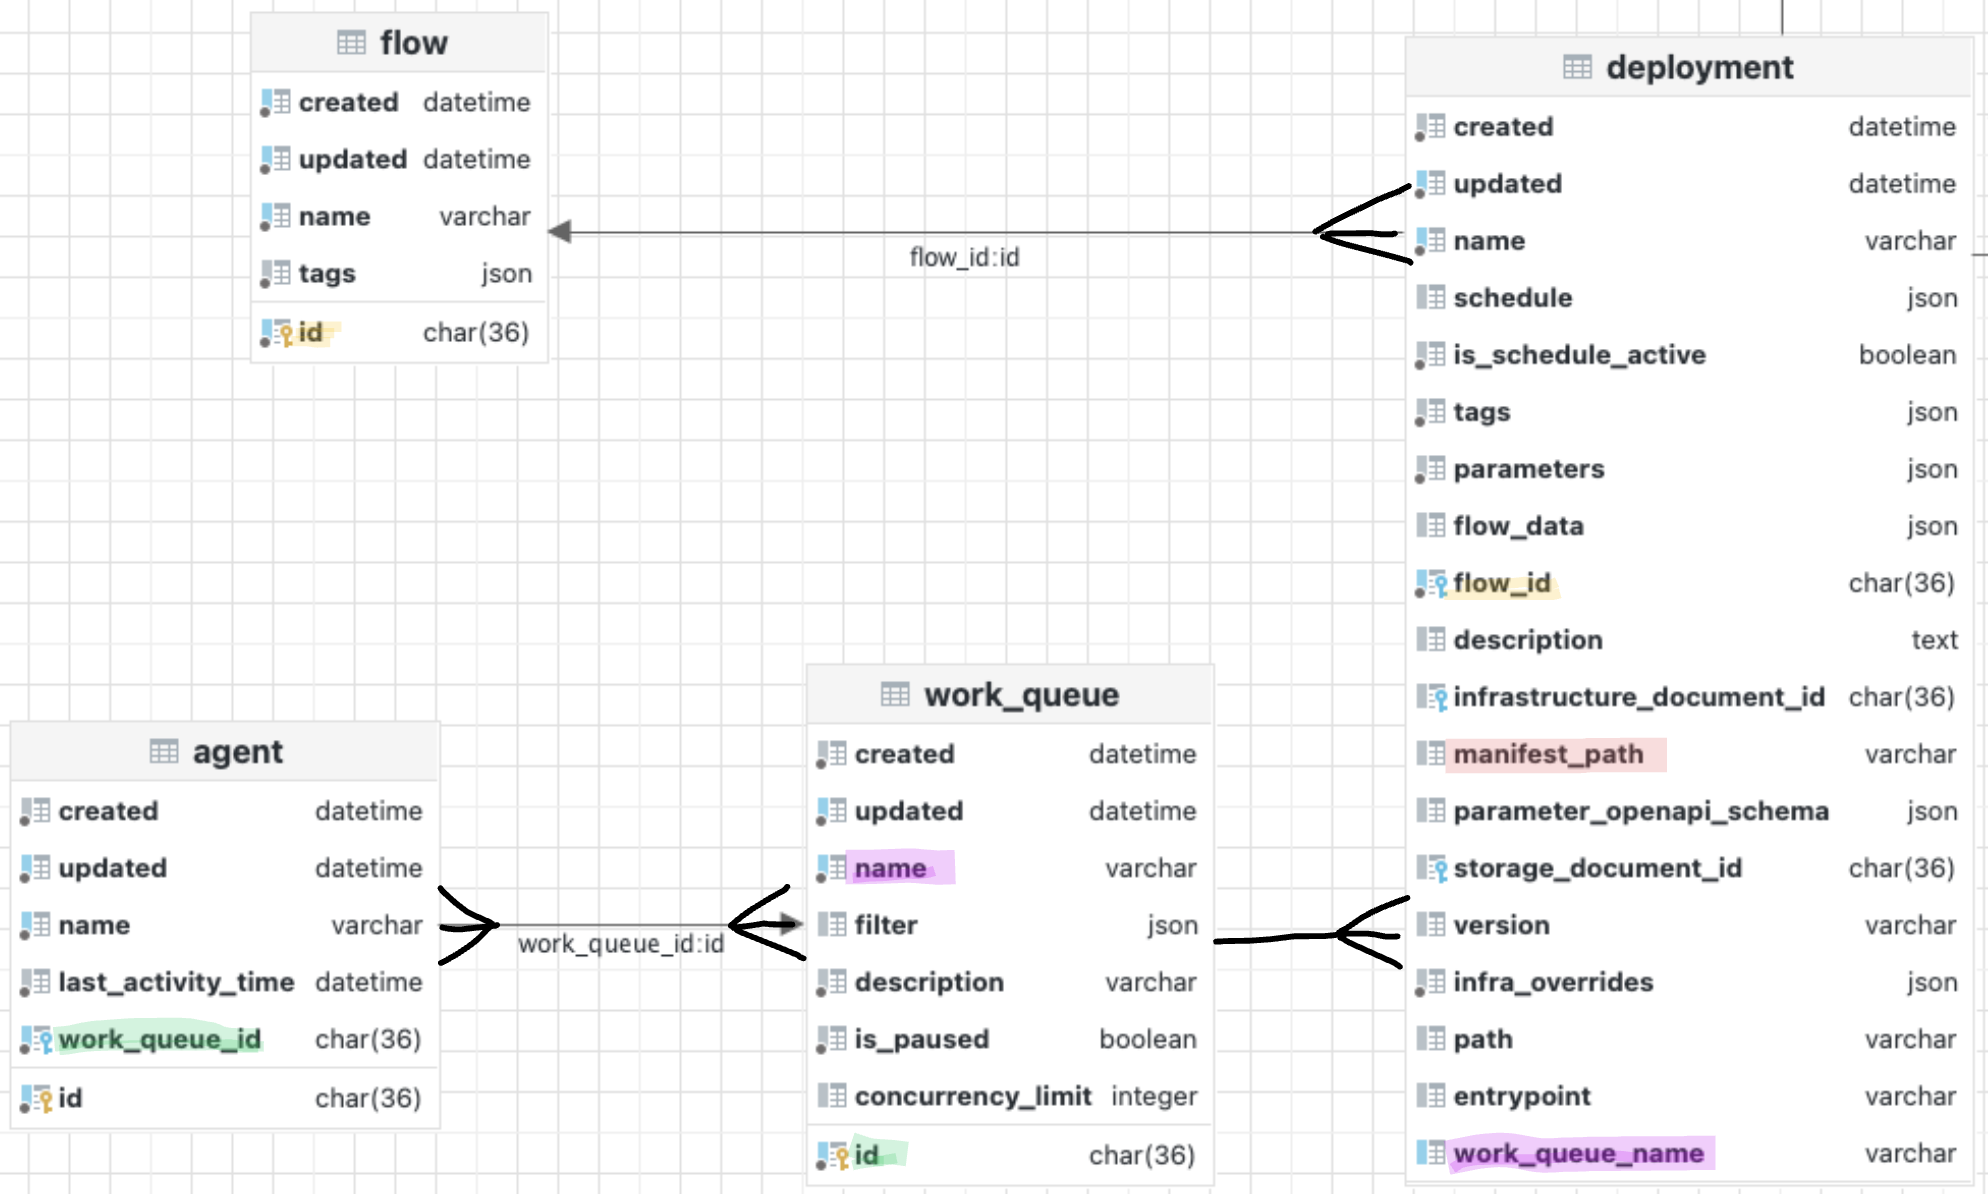 flow
created datetime
updated datetime
name varchar
tags json
id char(36)
flow_id:id
deployment
created datetime
updated datetime
name varchar
schedule json
is_schedule_active boolean
tags json
parameters json
flow_data json
flow_id char(36)
description text
infrastructure_document_id char(36)
manifest_path varchar
parameter_openapi_schema json
storage_document_id char(36)
version varchar
infra_overrides json
path varchar
entrypoint varchar
work_queue_name varchar
agent
created datetime
updated datetime
name varchar
last_activity_time datetime
work_queue_id char(36)
id char(36)
work_queue_id:id
work_queue
created datetime
updated datetime
name varchar
filter json
description varchar
is_paused boolean
concurrency_limit integer
id char(36)